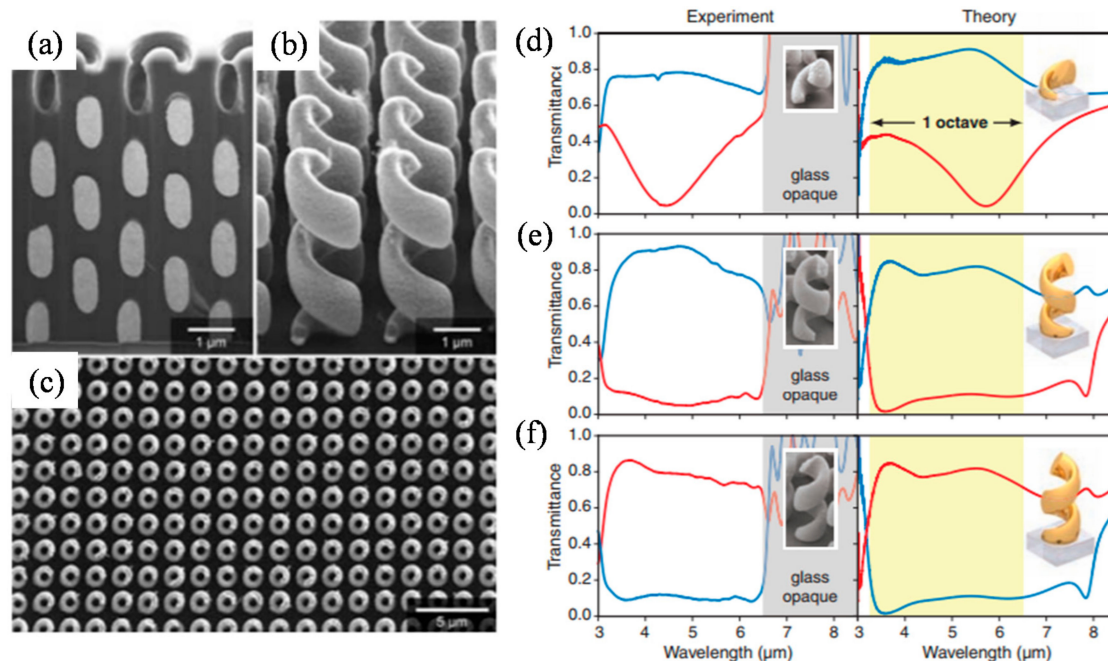 (a)
1 µm
(b)
1 µm
(c)
5 µm
Experiment
Theory
(d)
Transmittance
1.0
0.8
0.6
0.4
0.2
0.0
glass
opaque
Transmittance
1 octave
(e)
Transmittance
1.0
0.8
0.6
0.4
0.2
0.0
glass
opaque
Transmittance
(f)
Transmittance
1.0
0.8
0.6
0.4
0.2
0.0
glass
opaque
Transmittance
3 4 5 6 7 8
Wavelength (µm)
4 5 6 7 8
Wavelength (µm)